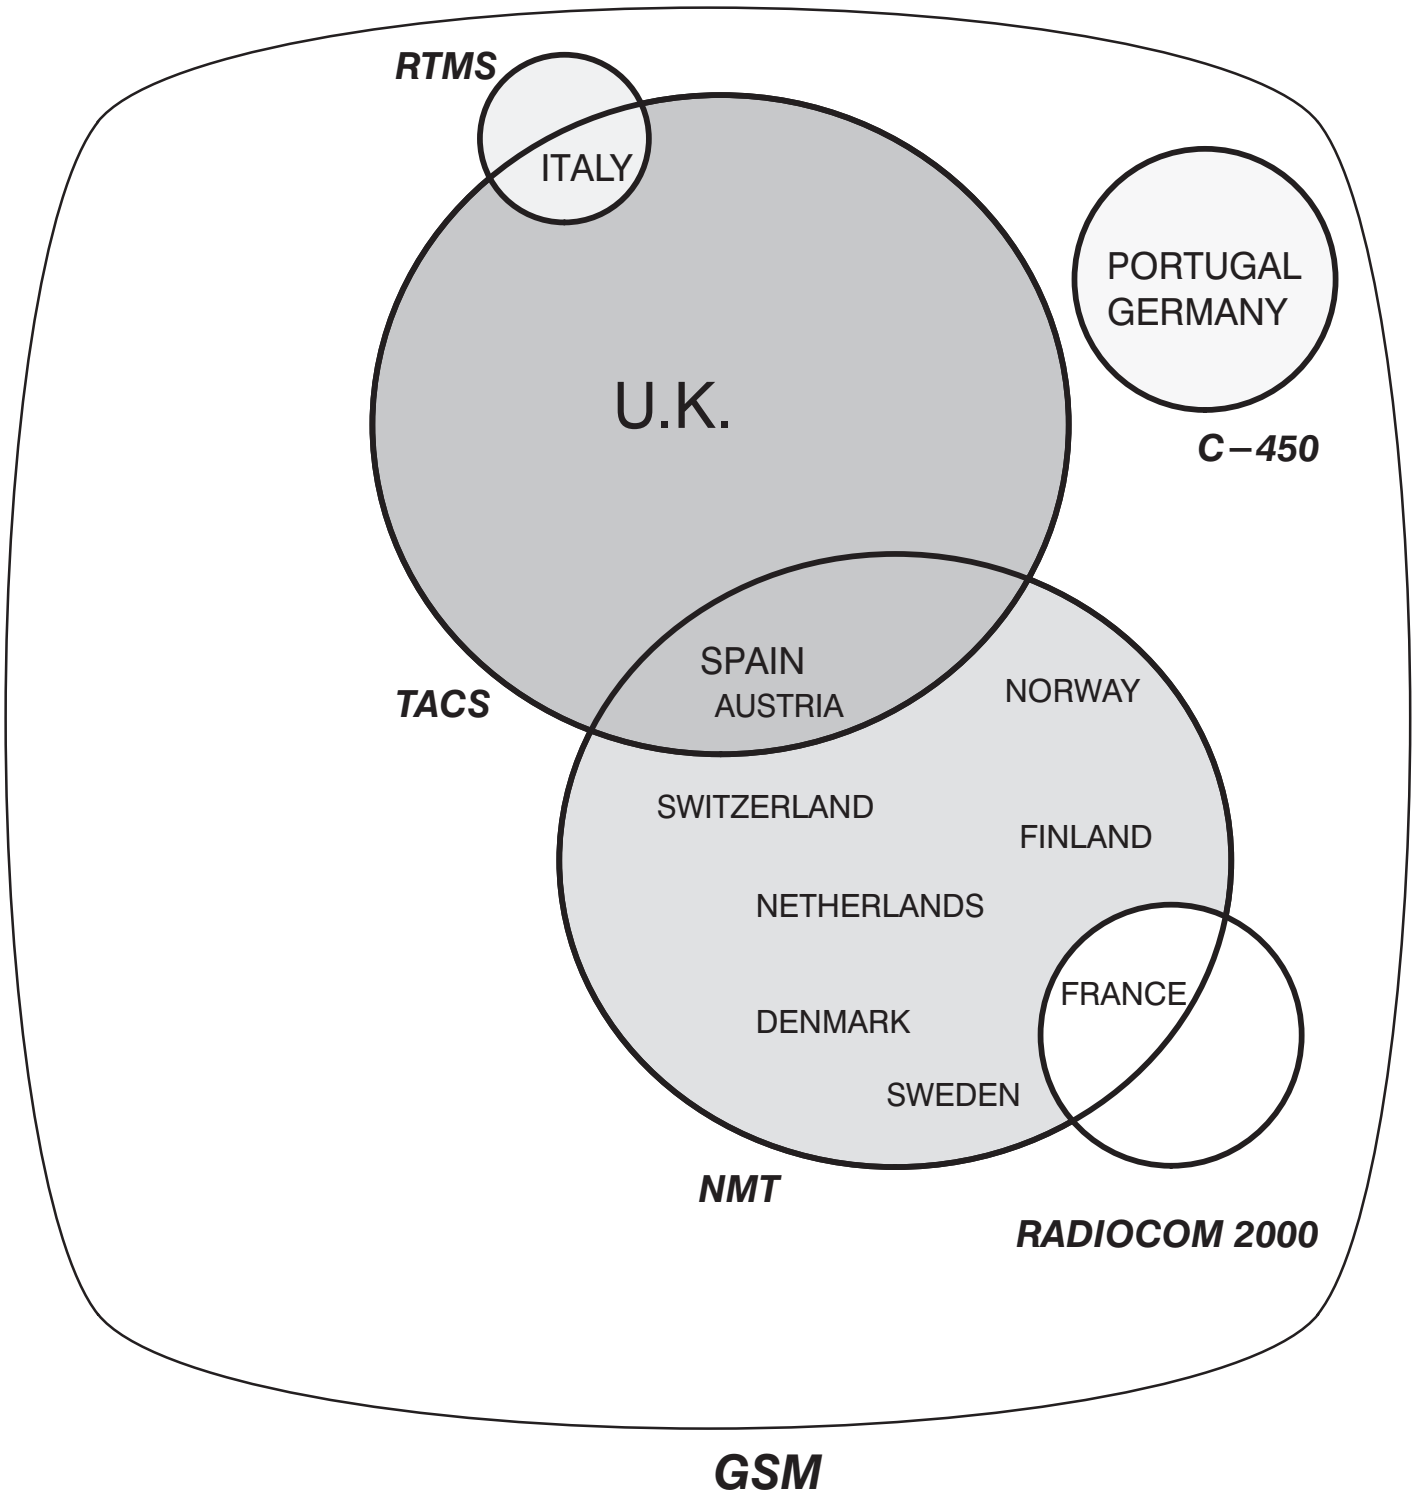 RTMS
ITALY
PORTUGAL
GERMANY
U.K.
C–450
SPAIN
NORWAY
TACS
AUSTRIA
SWITZERLAND
FINLAND
NETHERLANDS
FRANCE
DENMARK
SWEDEN
NMT
RADIOCOM 2000
GSM